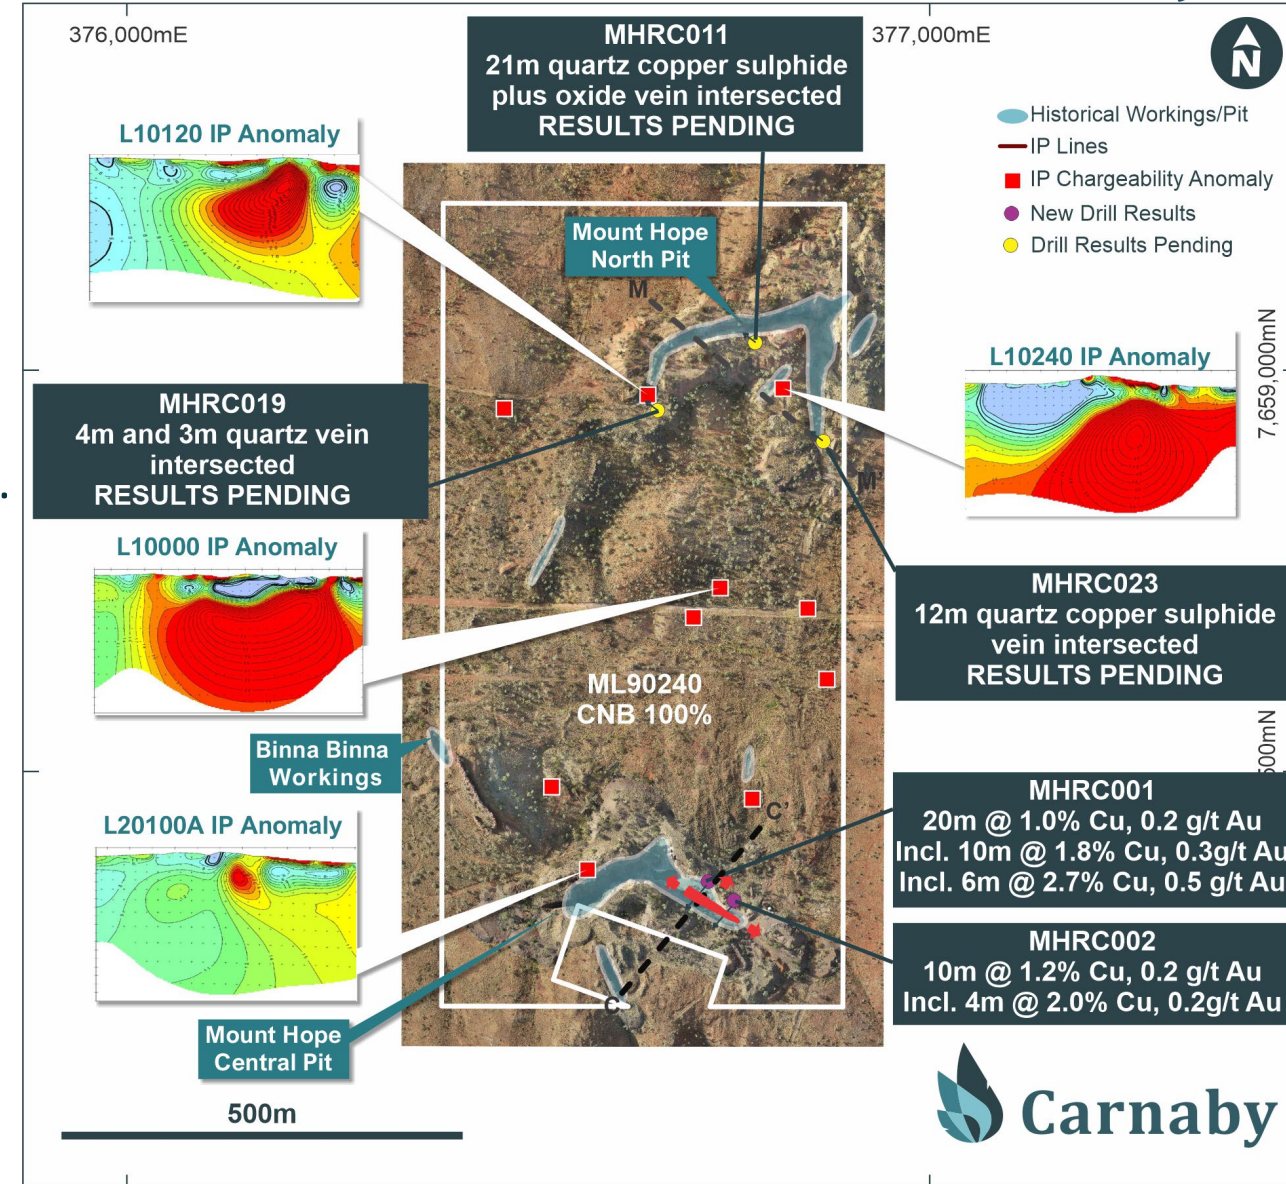 376,000mE
377,000mE
MHRC011
21m quartz copper sulphide
plus oxide vein intersected
RESULTS PENDING
N
Historical Workings/Pit
IP Lines
IP Chargeability Anomaly
New Drill Results
Drill Results Pending
L10120 IP Anomaly
Mount Hope
North Pit
M
7,659,000mN
L10240 IP Anomaly
MHRC019
4m and 3m quartz vein
intersected
RESULTS PENDING
M'
L10000 IP Anomaly
MHRC023
12m quartz copper sulphide
vein intersected
RESULTS PENDING
ML90240
CNB 100%
500mN
Binna Binna
Workings
MHRC001
20m @ 1.0% Cu, 0.2 g/t Au
Incl. 10m @ 1.8% Cu, 0.3g/t Au
Incl. 6m @ 2.7% Cu, 0.5 g/t Au
C'
L20100A IP Anomaly
MHRC002
10m @ 1.2% Cu, 0.2 g/t Au
Incl. 4m @ 2.0% Cu, 0.2g/t Au
C
Mount Hope
Central Pit
500m
Carnaby